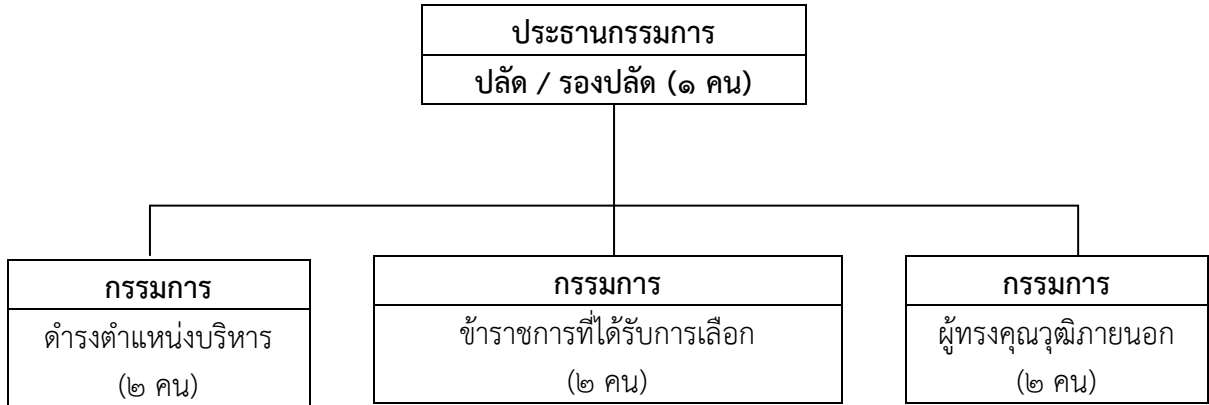 ประธานกรรมการ
ปลัด / รองปลัด (๑ คน)
กรรมการ
ดำรงตำแหน่งบริหาร
(๒ คน)
กรรมการ
ข้าราชการที่ได้รับการเลือก
(๒ คน)
กรรมการ
ผู้ทรงคุณวุฒิภายนอก
(๒ คน)